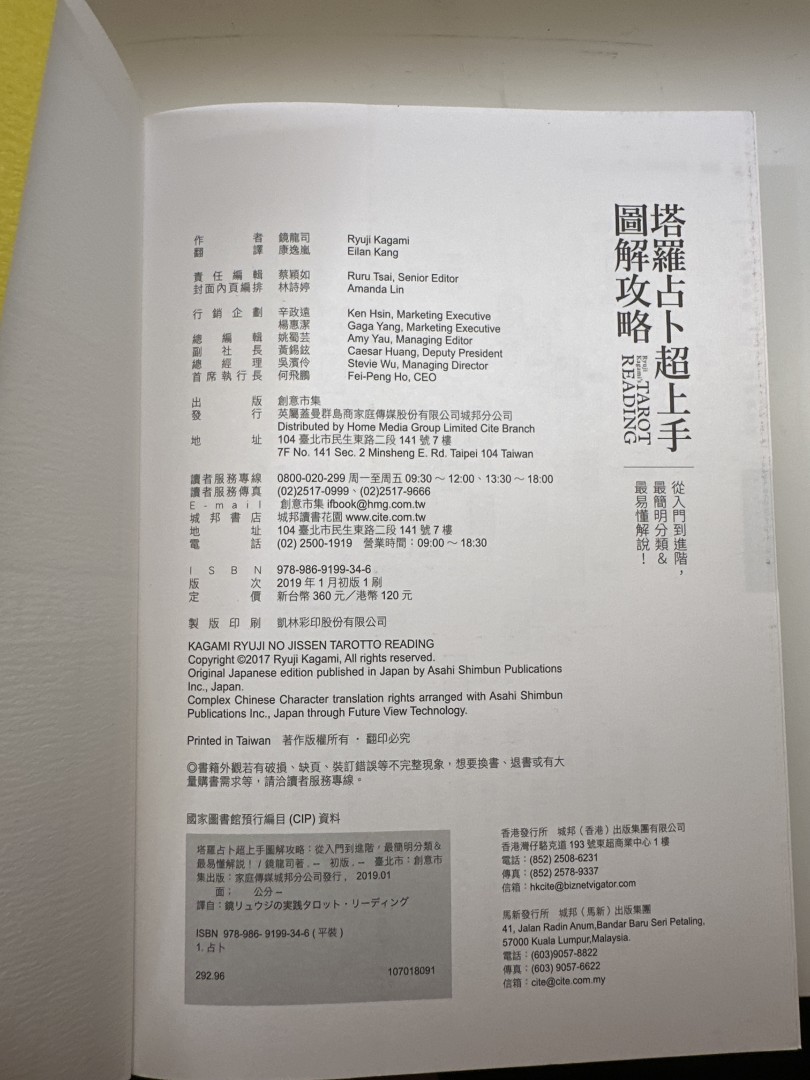 塔羅占卜超上手
圖解攻略
Ryuji
Kagami's
TAROT
READING
從入門到進階，
最簡明分類&
最易懂解說！
作者 鏡龍司 Ryuji Kagami
翻譯 康逸嵐 Eilan Kang
責任編輯 蔡穎如 Ruru Tsai, Senior Editor
封面內頁編排 林詩婷 Amanda Lin
行銷企劃 辛政遠 Ken Hsin, Marketing Executive
楊惠潔 Gaga Yang, Marketing Executive
總編輯 姚蜀芸 Amy Yau, Managing Editor
副社長 黃錫鉉 Caesar Huang, Deputy President
總經理 吳濱伶 Stevie Wu, Managing Director
首席執行長 何飛鵬 Fei-Peng Ho, CEO
出版 創意市集
發行 英屬蓋曼群島商家庭傳媒股份有限公司城邦分公司
Distributed by Home Media Group Limited Cite Branch
地址 104 臺北市民生東路二段 141 號 7 樓
7F No. 141 Sec. 2 Minsheng E. Rd. Taipei 104 Taiwan
讀者服務專線 0800-020-299 周一至周五 09:30 ～ 12:00、13:30 ～ 18:00
讀者服務傳真 (02)2517-0999、(02)2517-9666
E-mail 創意市集 ifbook@hmg.com.tw
城邦書店 城邦讀書花園 www.cite.com.tw
地址 104 臺北市民生東路二段 141 號 7 樓
電話 (02) 2500-1919 營業時間：09:00 ～ 18:30
ISBN 978-986-9199-34-6
版次 2019 年 1 月初版 1 刷
定價 新台幣 360 元／港幣 120 元
製版印刷 凱林彩印股份有限公司
KAGAMI RYUJI NO JISSEN TAROTTO READING
Copyright ©2017 Ryuji Kagami, All rights reserved.
Original Japanese edition published in Japan by Asahi Shimbun Publications
Inc., Japan.
Complex Chinese Character translation rights arranged with Asahi Shimbun
Publications Inc., Japan through Future View Technology.
Printed in Taiwan 著作版權所有・翻印必究
◎書籍外觀若有破損、缺頁、裝訂錯誤等不完整現象，想要換書、退書或有大
量購書需求等，請洽讀者服務專線。
國家圖書館預行編目 (CIP) 資料
塔羅占卜超上手圖解攻略：從入門到進階，最簡明分類＆
最易懂解說！/ 鏡龍司著 . -- 初版 . -- 臺北市：創意市
集出版：家庭傳媒城邦分公司發行， 2019.01
面； 公分 --
譯自：鏡リュウジの実践タロット・リーディング
ISBN 978-986- 9199-34-6 ( 平裝 )
1. 占卜
292.96 107018091
香港發行所 城邦（香港）出版集團有限公司
香港灣仔駱克道 193 號東超商業中心 1 樓
電話：(852) 2508-6231
傳真：(852) 2578-9337
信箱：hkcite@biznetvigator.com
馬新發行所 城邦（馬新）出版集團
41, Jalan Radin Anum,Bandar Baru Seri Petaling,
57000 Kuala Lumpur,Malaysia.
電話：(603)9057-8822
傳真：(603) 9057-6622
信箱：cite@cite.com.my